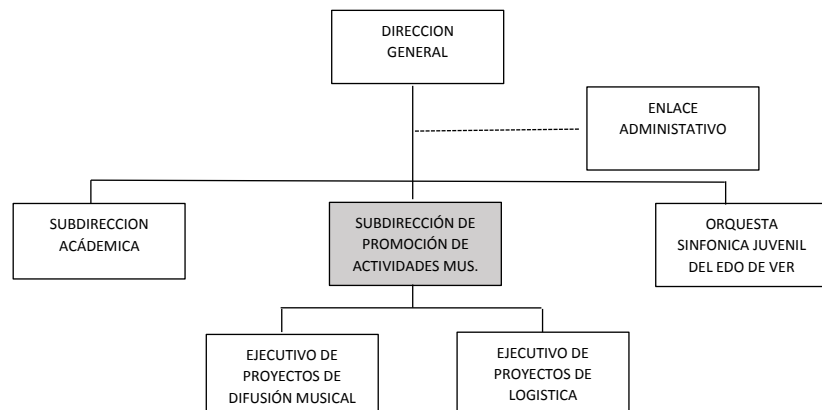 DIRECCION
GENERAL
ENLACE
ADMINISTATIVO
SUBDIRECCION
ACÁDEMICA
SUBDIRECCIÓN DE
PROMOCIÓN DE
ACTIVIDADES MUS.
ORQUESTA
SINFONICA JUVENIL
DEL EDO DE VER
EJECUTIVO DE
PROYECTOS DE
DIFUSIÓN MUSICAL
EJECUTIVO DE
PROYECTOS DE
LOGISTICA